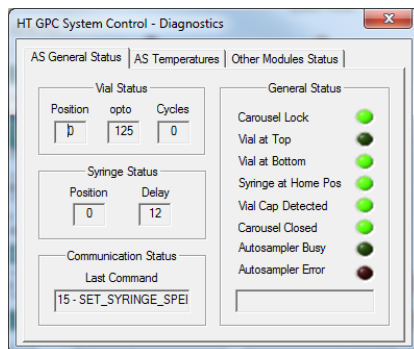 HT GPC System Control - Diagnostics
AS General Status AS Temperatures Other Modules Status
Vial Status
Position opto Cycles
0 125 0
Syringe Status
Position Delay
0 12
Communication Status
Last Command
15 - SET_SYRINGE_SPEI
General Status
Carousel Lock
Vial at Top
Vial at Bottom
Syringe at Home Pos
Vial Cap Detected
Carousel Closed
Autosampler Busy
Autosampler Error